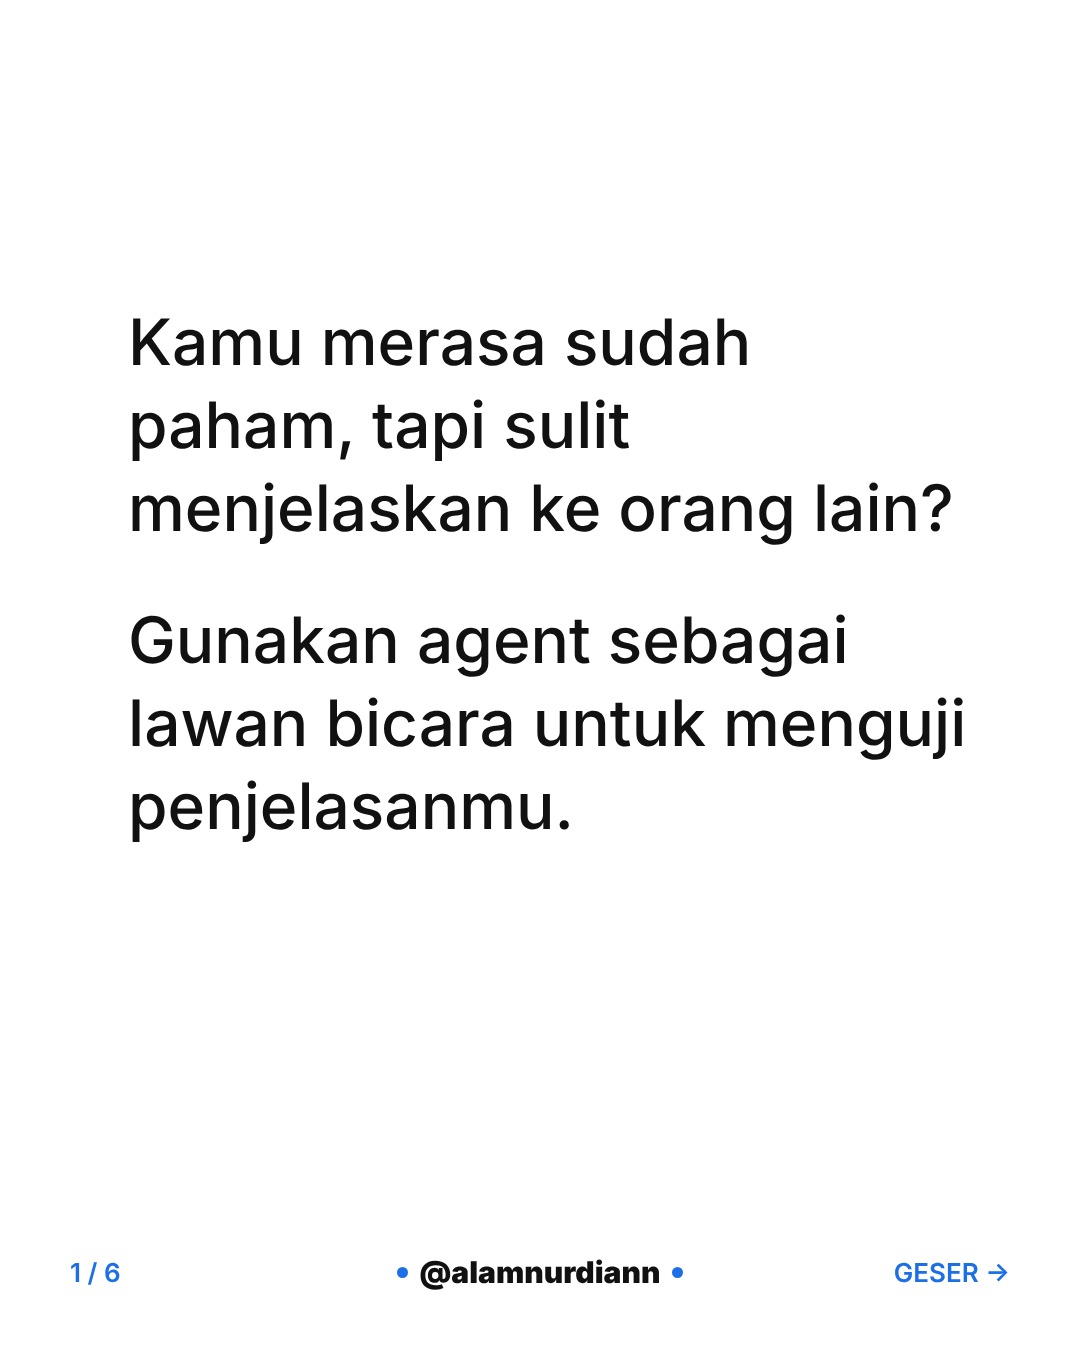 Kamu merasa sudah
paham, tapi sulit
menjelaskan ke orang lain?
Gunakan agent sebagai
lawan bicara untuk menguji
penjelasanmu.
1 / 6
• @alamnurdiann •
GESER →